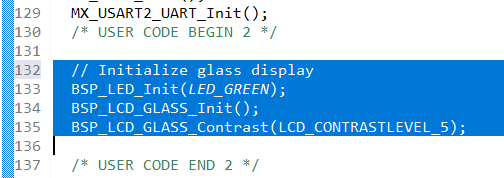 129 MX_USART2_UART_Init();
130 /* USER CODE BEGIN 2 */
131
132 // Initialize glass display
133 BSP_LED_Init(LED_GREEN);
134 BSP_LCD_GLASS_Init();
135 BSP_LCD_GLASS_Contrast(LCD_CONTRASTLEVEL_5);
136
137 /* USER CODE END 2 */